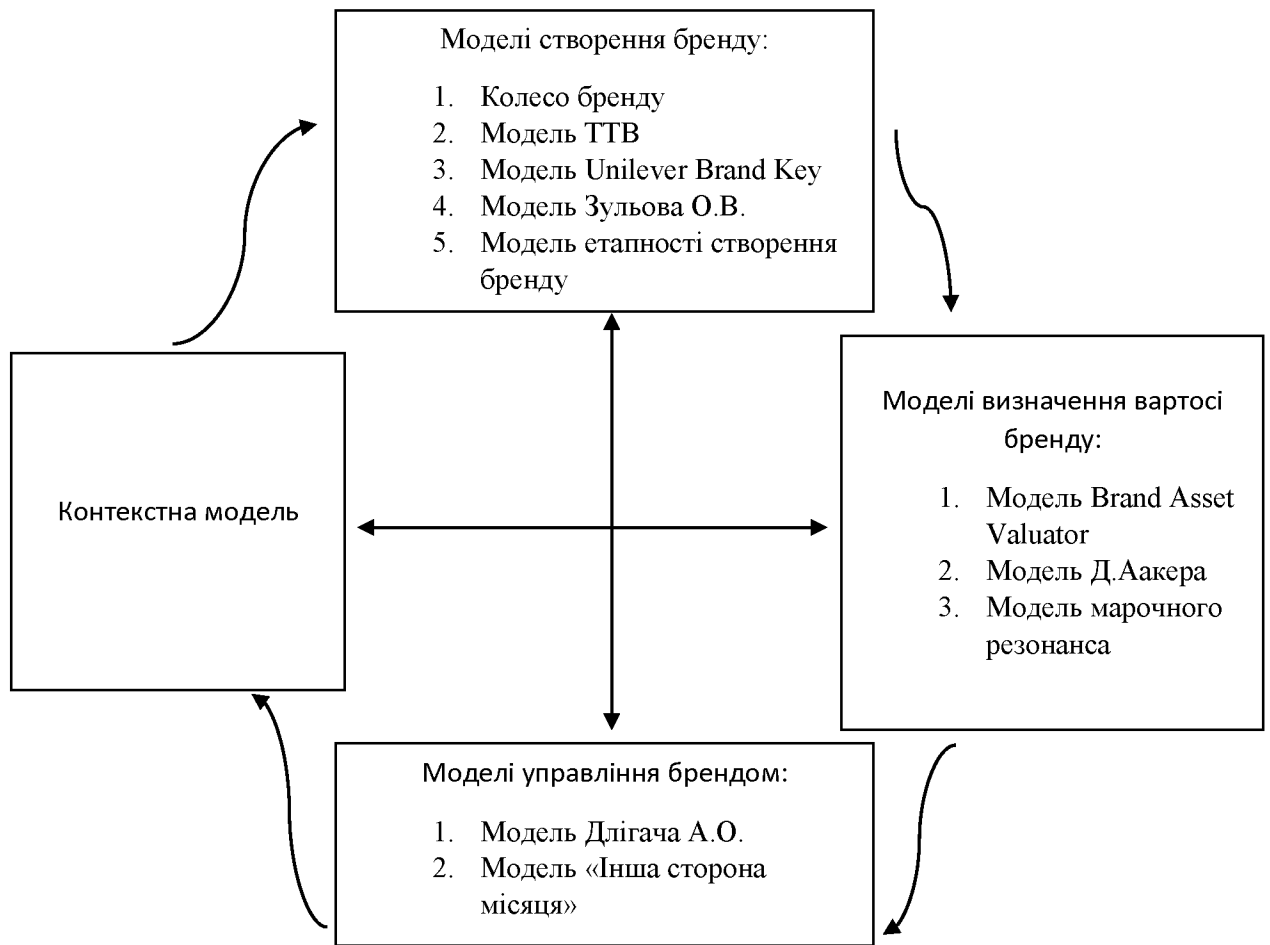 Моделі створення бренду:
1. Колесо бренду
2. Модель ТТВ
3. Модель Unilever Brand Key
4. Модель Зульова О.В.
5. Модель етапності створення
бренду
Контекстна модель
Моделі визначення вартосі
бренду:
1. Модель Brand Asset
Valuator
2. Модель Д.Аакера
3. Модель марочного
резонанса
Моделі управління брендом:
1. Модель Длігача А.О.
2. Модель «Інша сторона
місяця»